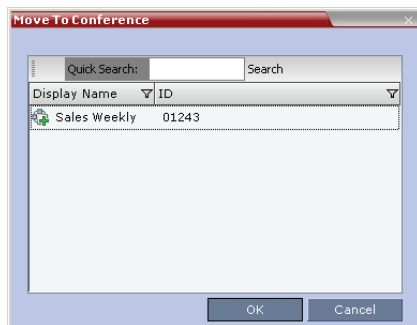 Move To Conference
Quick Search: Search
Display Name ID
Sales Weekly 01243
OK Cancel